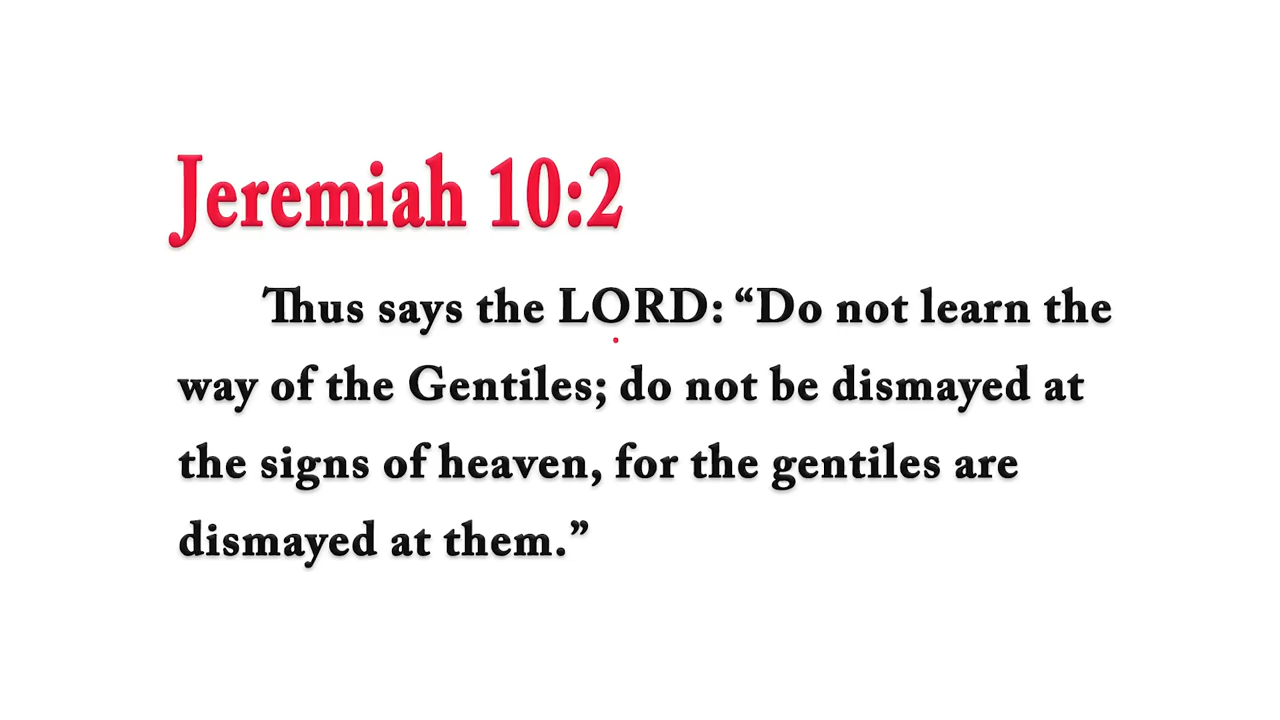 Jeremiah 10:2
Thus says the LORD: “Do not learn the
way of the Gentiles; do not be dismayed at
the signs of heaven, for the gentiles are
dismayed at them.”